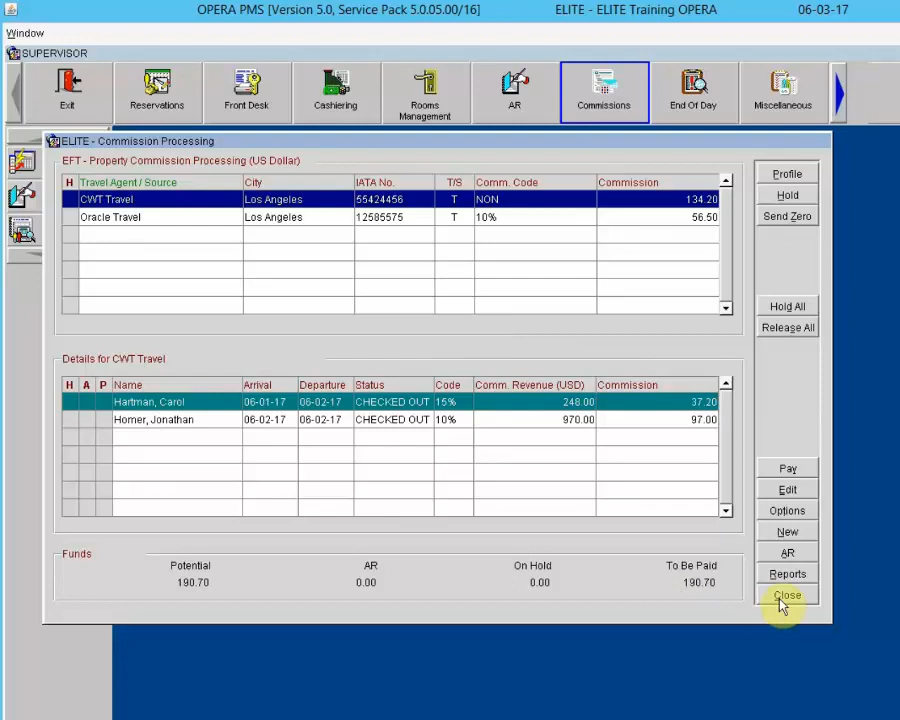 OPERA PMS [Version 5.0, Service Pack 5.0.05.00/16] ELITE - ELITE Training OPERA 06-03-17
Window
SUPERVISOR
Exit Reservations Front Desk Cashiering Rooms Management AR Commissions End Of Day Miscellaneous
ELITE - Commission Processing
EFT - Property Commission Processing (US Dollar)
H Travel Agent / Source City IATA No. T/S Comm. Code Commission
CWT Travel Los Angeles 55424456 T NON 134.20
Oracle Travel Los Angeles 12585575 T 10% 56.50
Profile
Hold
Send Zero
Hold All
Release All
Details for CWT Travel
H A P Name Arrival Departure Status Code Comm. Revenue (USD) Commission
Hartman, Carol 06-01-17 06-02-17 CHECKED OUT 15% 248.00 37.20
Homer, Jonathan 06-02-17 06-02-17 CHECKED OUT 10% 970.00 97.00
Pay
Edit
Options
New
AR
Reports
Close
Funds
Potential AR On Hold To Be Paid
190.70 0.00 0.00 190.70